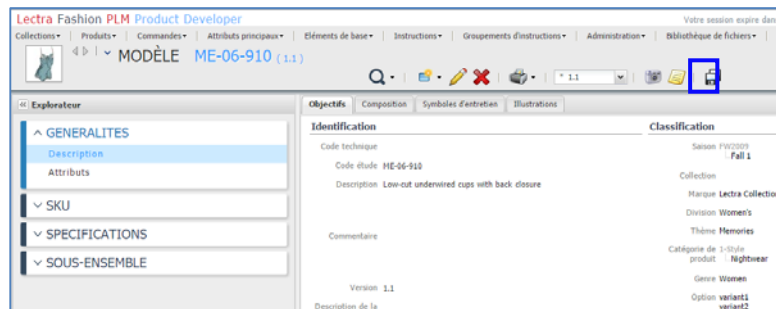 Lectra Fashion PLM Product Developer
Votre session expire dan
Collections Produits Commandes Attributs principaux Eléments de base Instructions Groupements d'instructions Administration Bibliothèque de fichiers
MODÈLE ME-06-910 (1.1)
* 1.1
Explorateur
Objectifs Composition Symboles d'entretien Illustrations
GENERALITES
Description
Attributs
SKU
SPECIFICATIONS
SOUS-ENSEMBLE
Identification
Code technique
Code étude ME-06-910
Description Low-cut underwired cups with back closure
Commentaire
Version 1.1
Description de la
Classification
Saison FW2009
Fall 1
Collection
Marque Lectra Collection
Division Women's
Thème Memories
Catégorie de 1-Style
produit Nightwear
Genre Women
Option variant1
variant2